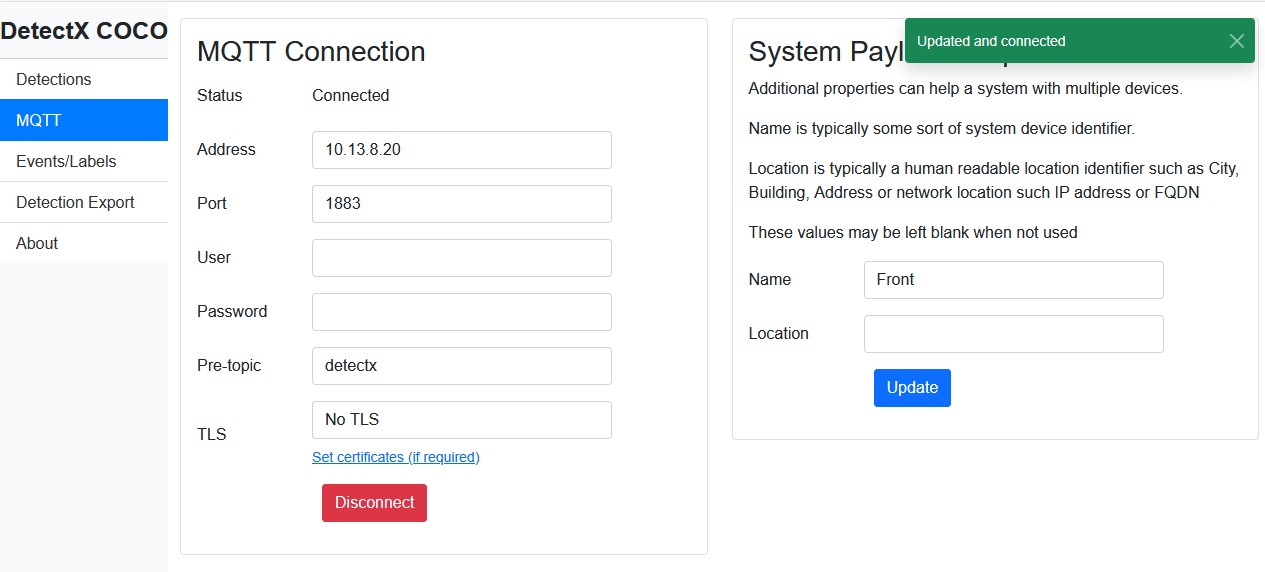 DetectX COCO
Detections
MQTT
Events/Labels
Detection Export
About
MQTT Connection
Status Connected
Address 10.13.8.20
Port 1883
User
Password
Pre-topic detectx
TLS No TLS
Set certificates (if required)
Disconnect
System
Updated and connected
Additional properties can help a system with multiple devices.
Name is typically some sort of system device identifier.
Location is typically a human readable location identifier such as City,
Building, Address or network location such IP address or FQDN
These values may be left blank when not used
Name Front
Location
Update